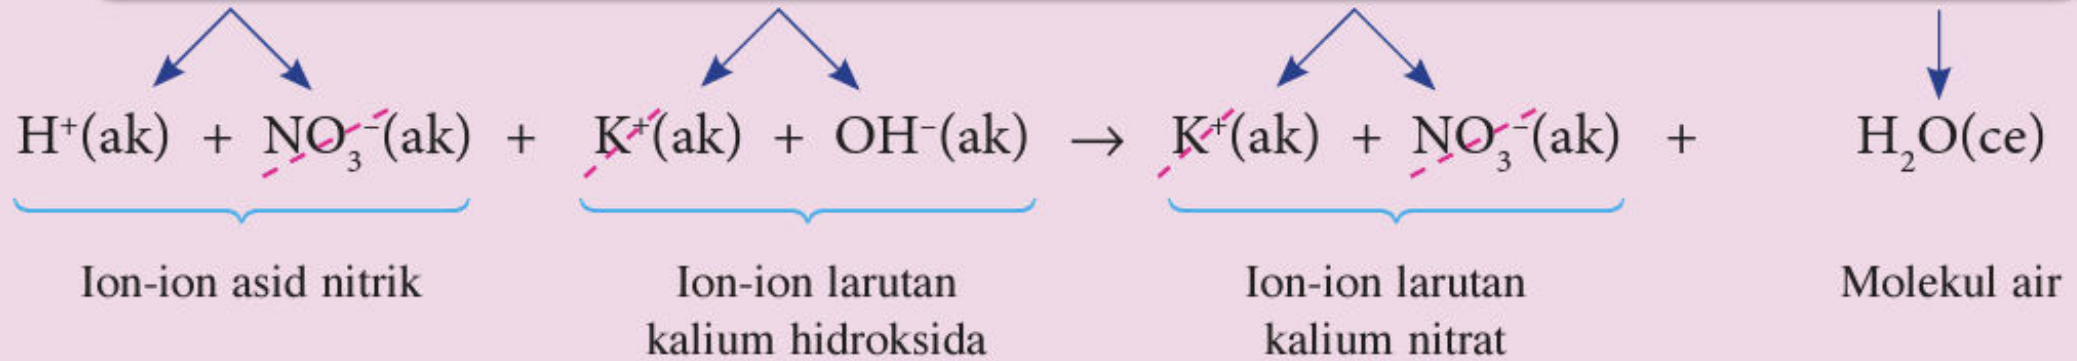 H⁺(ak) + NO₃⁻(ak) + K⁺(ak) + OH⁻(ak) → K⁺(ak) + NO₃⁻(ak) + H₂O(ce)
Ion-ion asid nitrik Ion-ion larutan Ion-ion larutan Molekul air
kalium hidroksida kalium nitrat